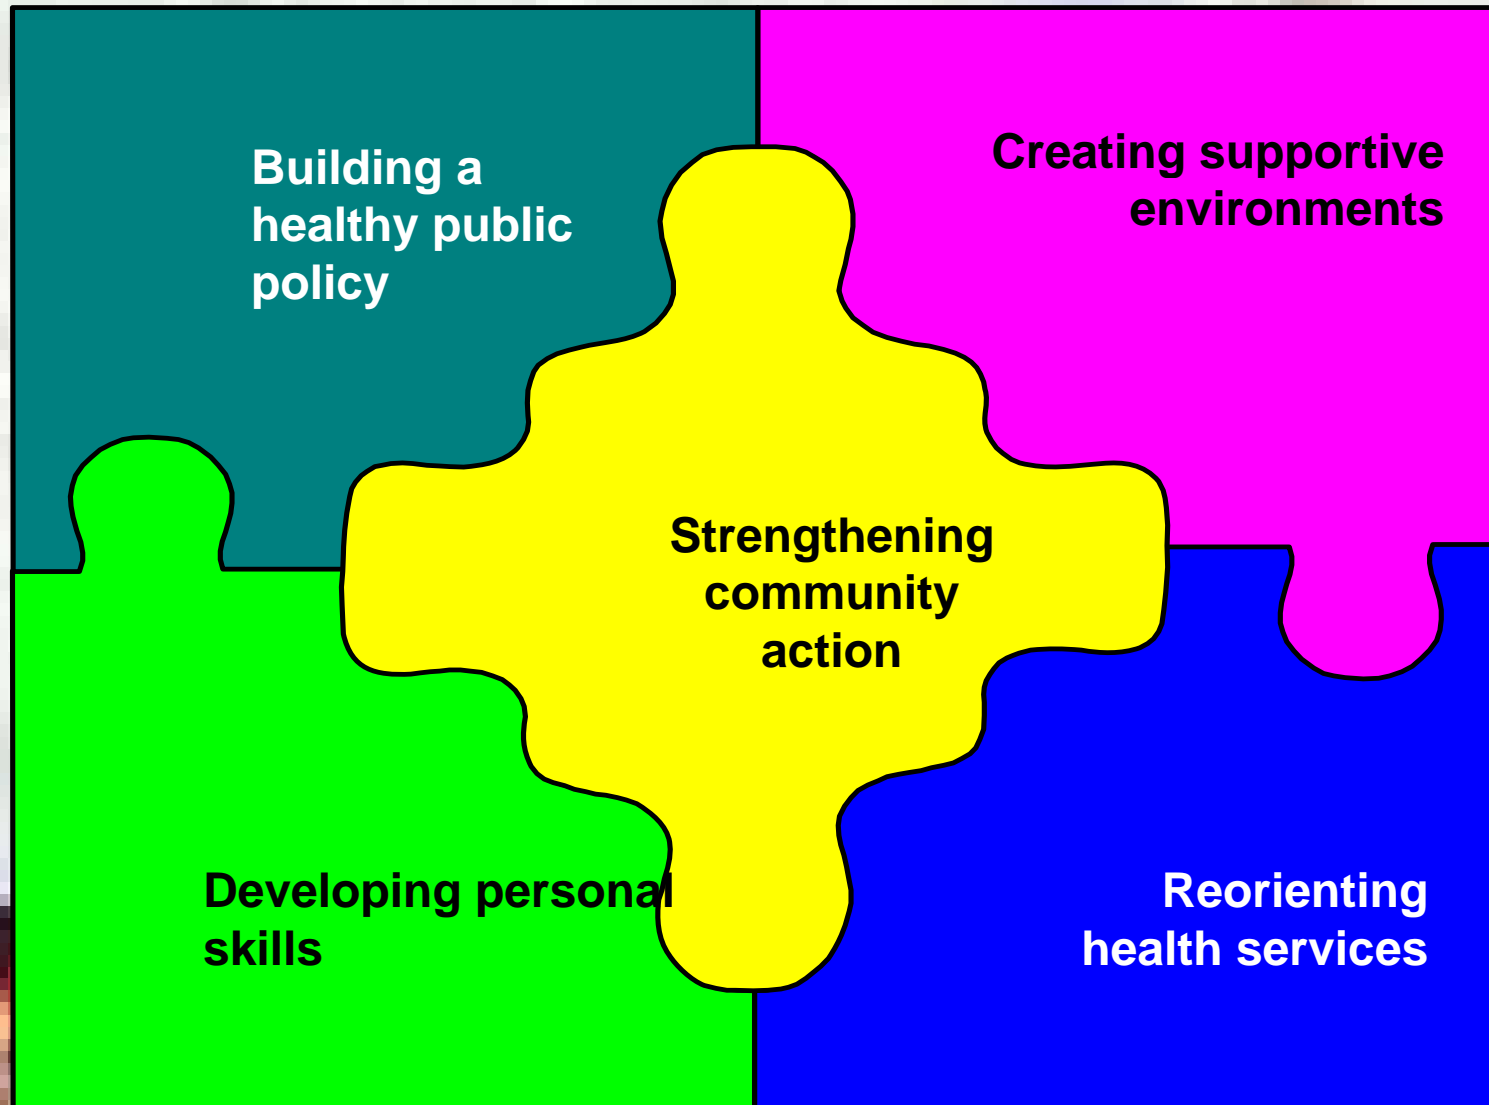 Building a
healthy public
policy
Creating supportive
environments
Strengthening
community
action
Developing personal
skills
Reorienting
health services